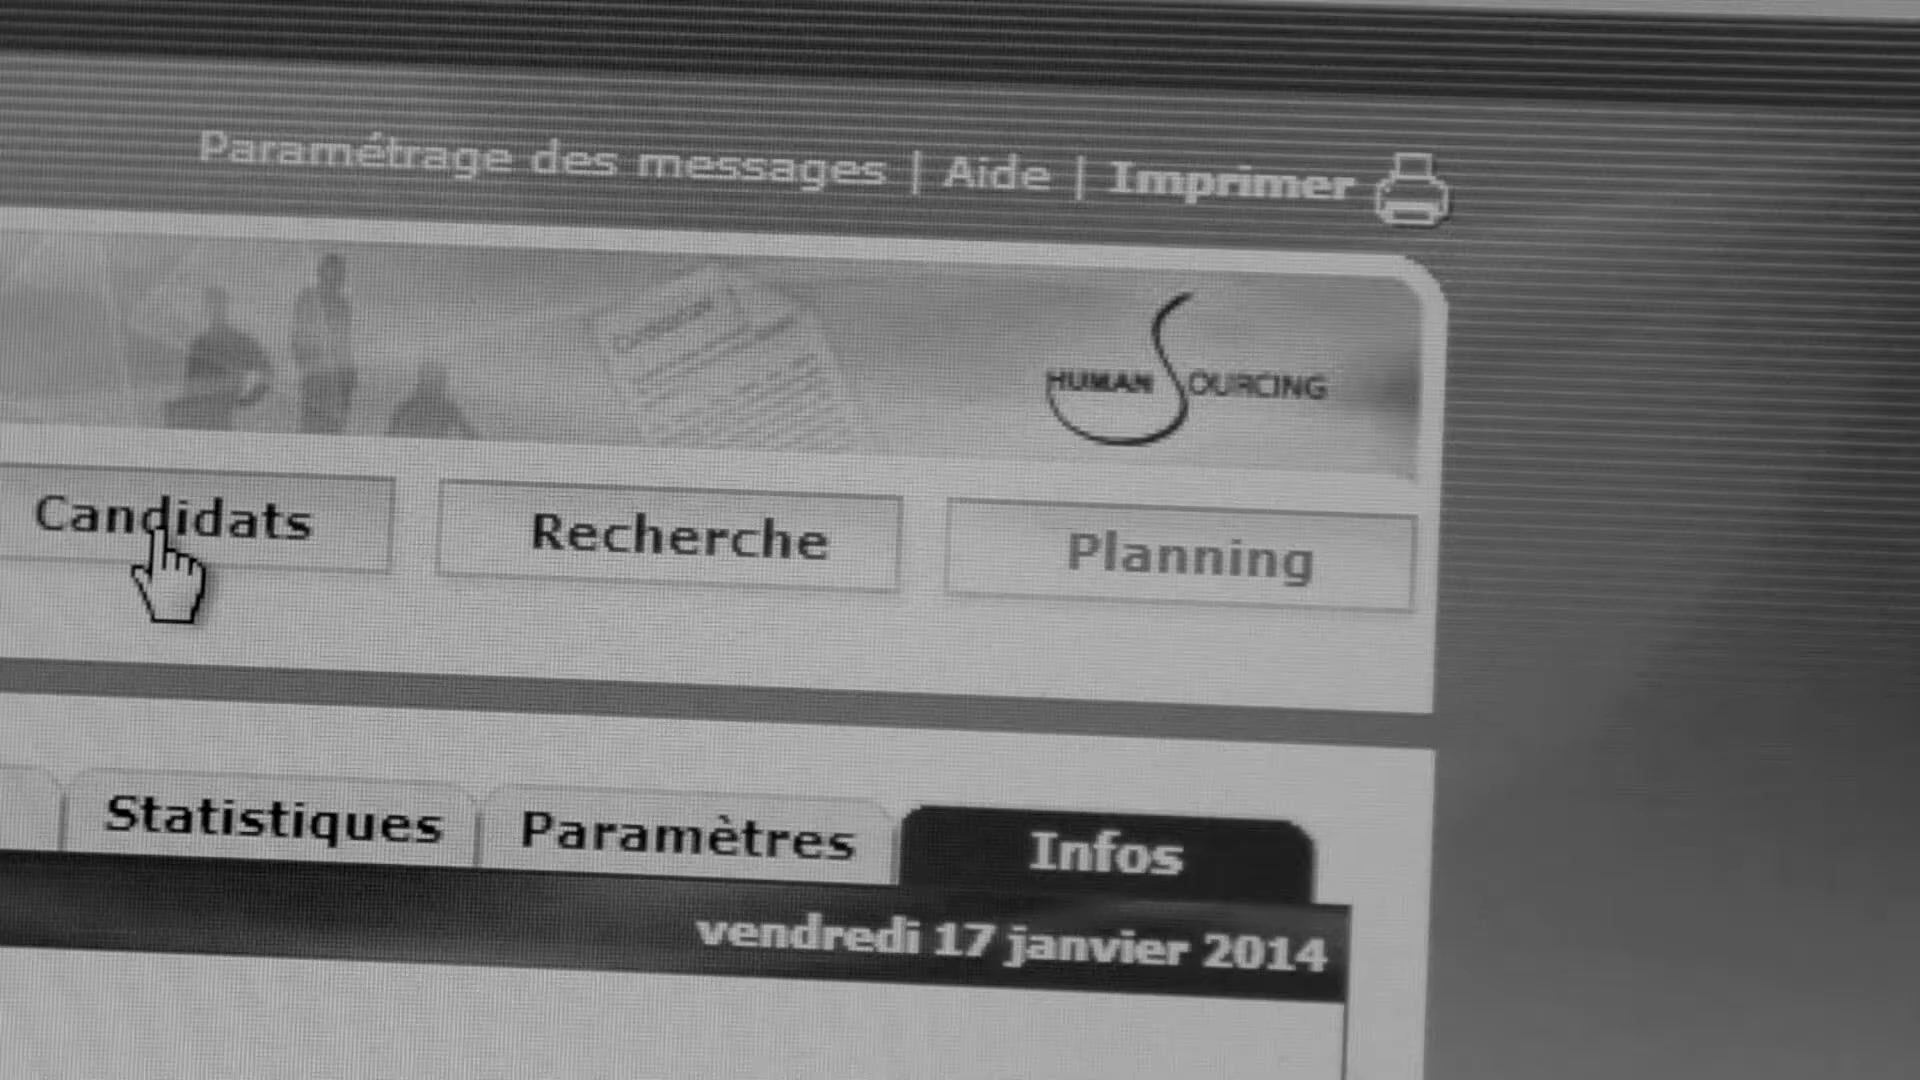 Paramétrage des messages | Aide | Imprimer
HUMAN SOURCING
Candidats
Recherche
Planning
Statistiques
Paramètres
Infos
vendredi 17 janvier 2014